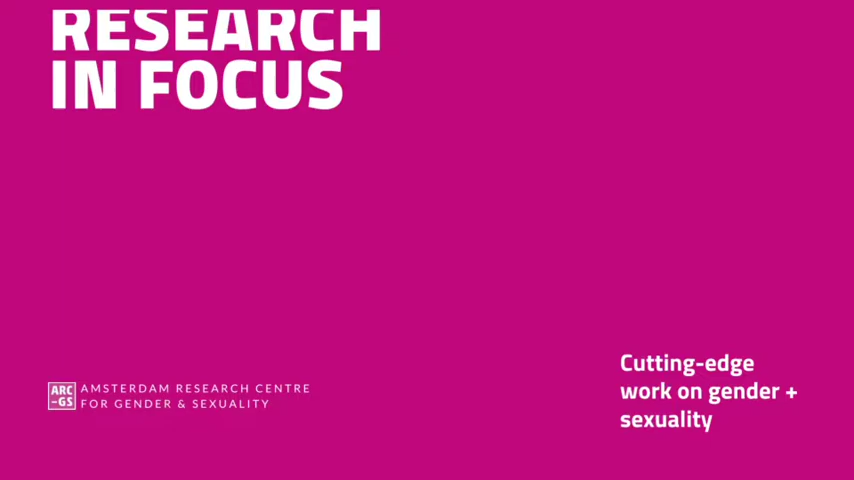 RESEARCH
IN FOCUS
ARC
-GS
AMSTERDAM RESEARCH CENTRE
FOR GENDER & SEXUALITY
Cutting-edge
work on gender +
sexuality